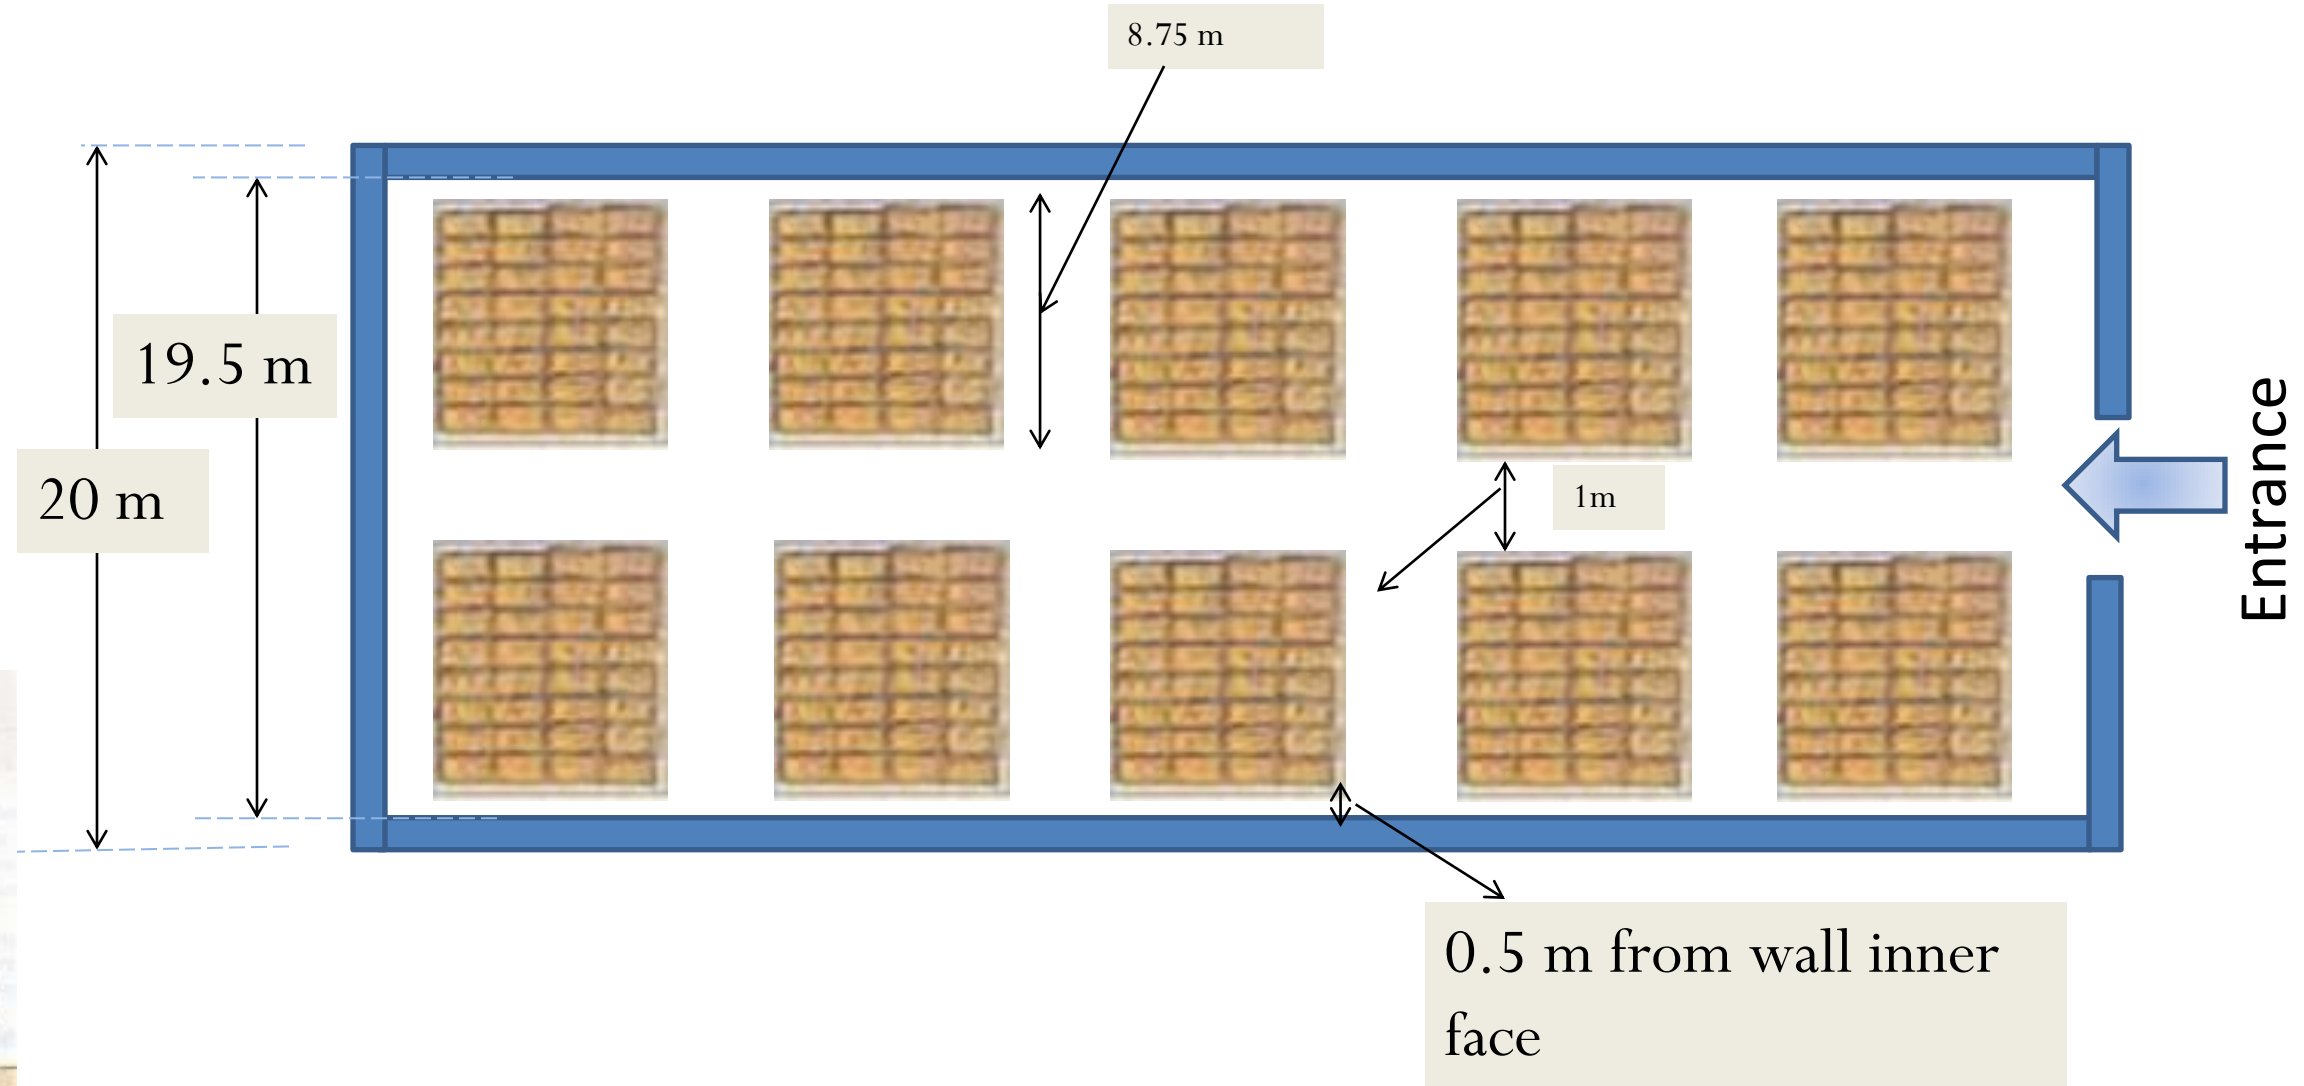 8.75 m
19.5 m
20 m
1m
Entrance
0.5 m from wall inner
face